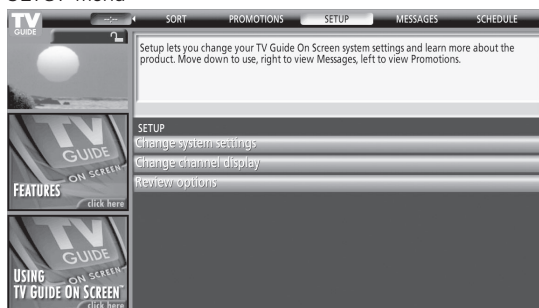 SETUP menu
TV
GUIDE
--:--
SORT
PROMOTIONS
SETUP
MESSAGES
SCHEDULE
Setup lets you change your TV Guide On Screen system settings and learn more about the
product. Move down to use, right to view Messages, left to view Promotions.
SETUP
Change system settings
Change channel display
Review options
TV
GUIDE
ON SCREEN
FEATURES
click here
TV
GUIDE
ON SCREEN
USING
TV GUIDE ON SCREEN™
click here